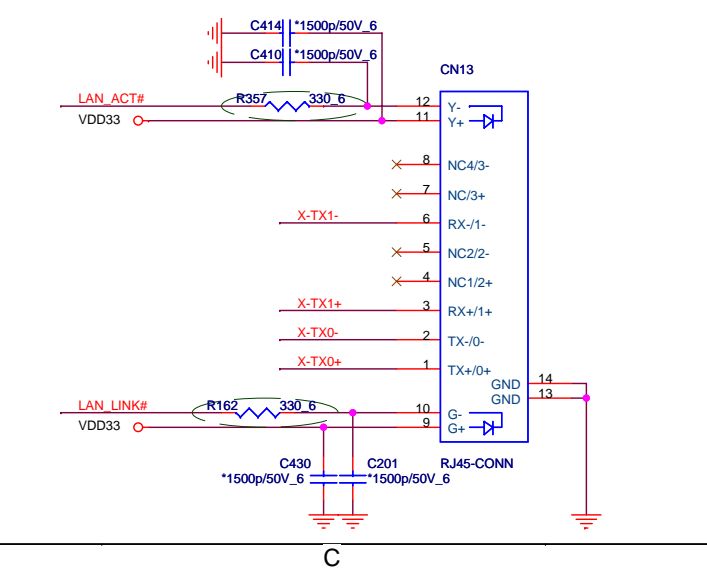 C414 *1500p/50V_6
C410 *1500p/50V_6
CN13
LAN_ACT# R357 330_6 12 Y-
VDD33 11 Y+
8 NC4/3-
7 NC/3+
X-TX1- 6 RX-/1-
5 NC2/2-
4 NC1/2+
X-TX1+ 3 RX+/1+
X-TX0- 2 TX-/0-
X-TX0+ 1 TX+/0+
GND 14
GND 13
LAN_LINK# R162 330_6 10 G-
VDD33 9 G+
C430 C201 RJ45-CONN
*1500p/50V_6 *1500p/50V_6
C